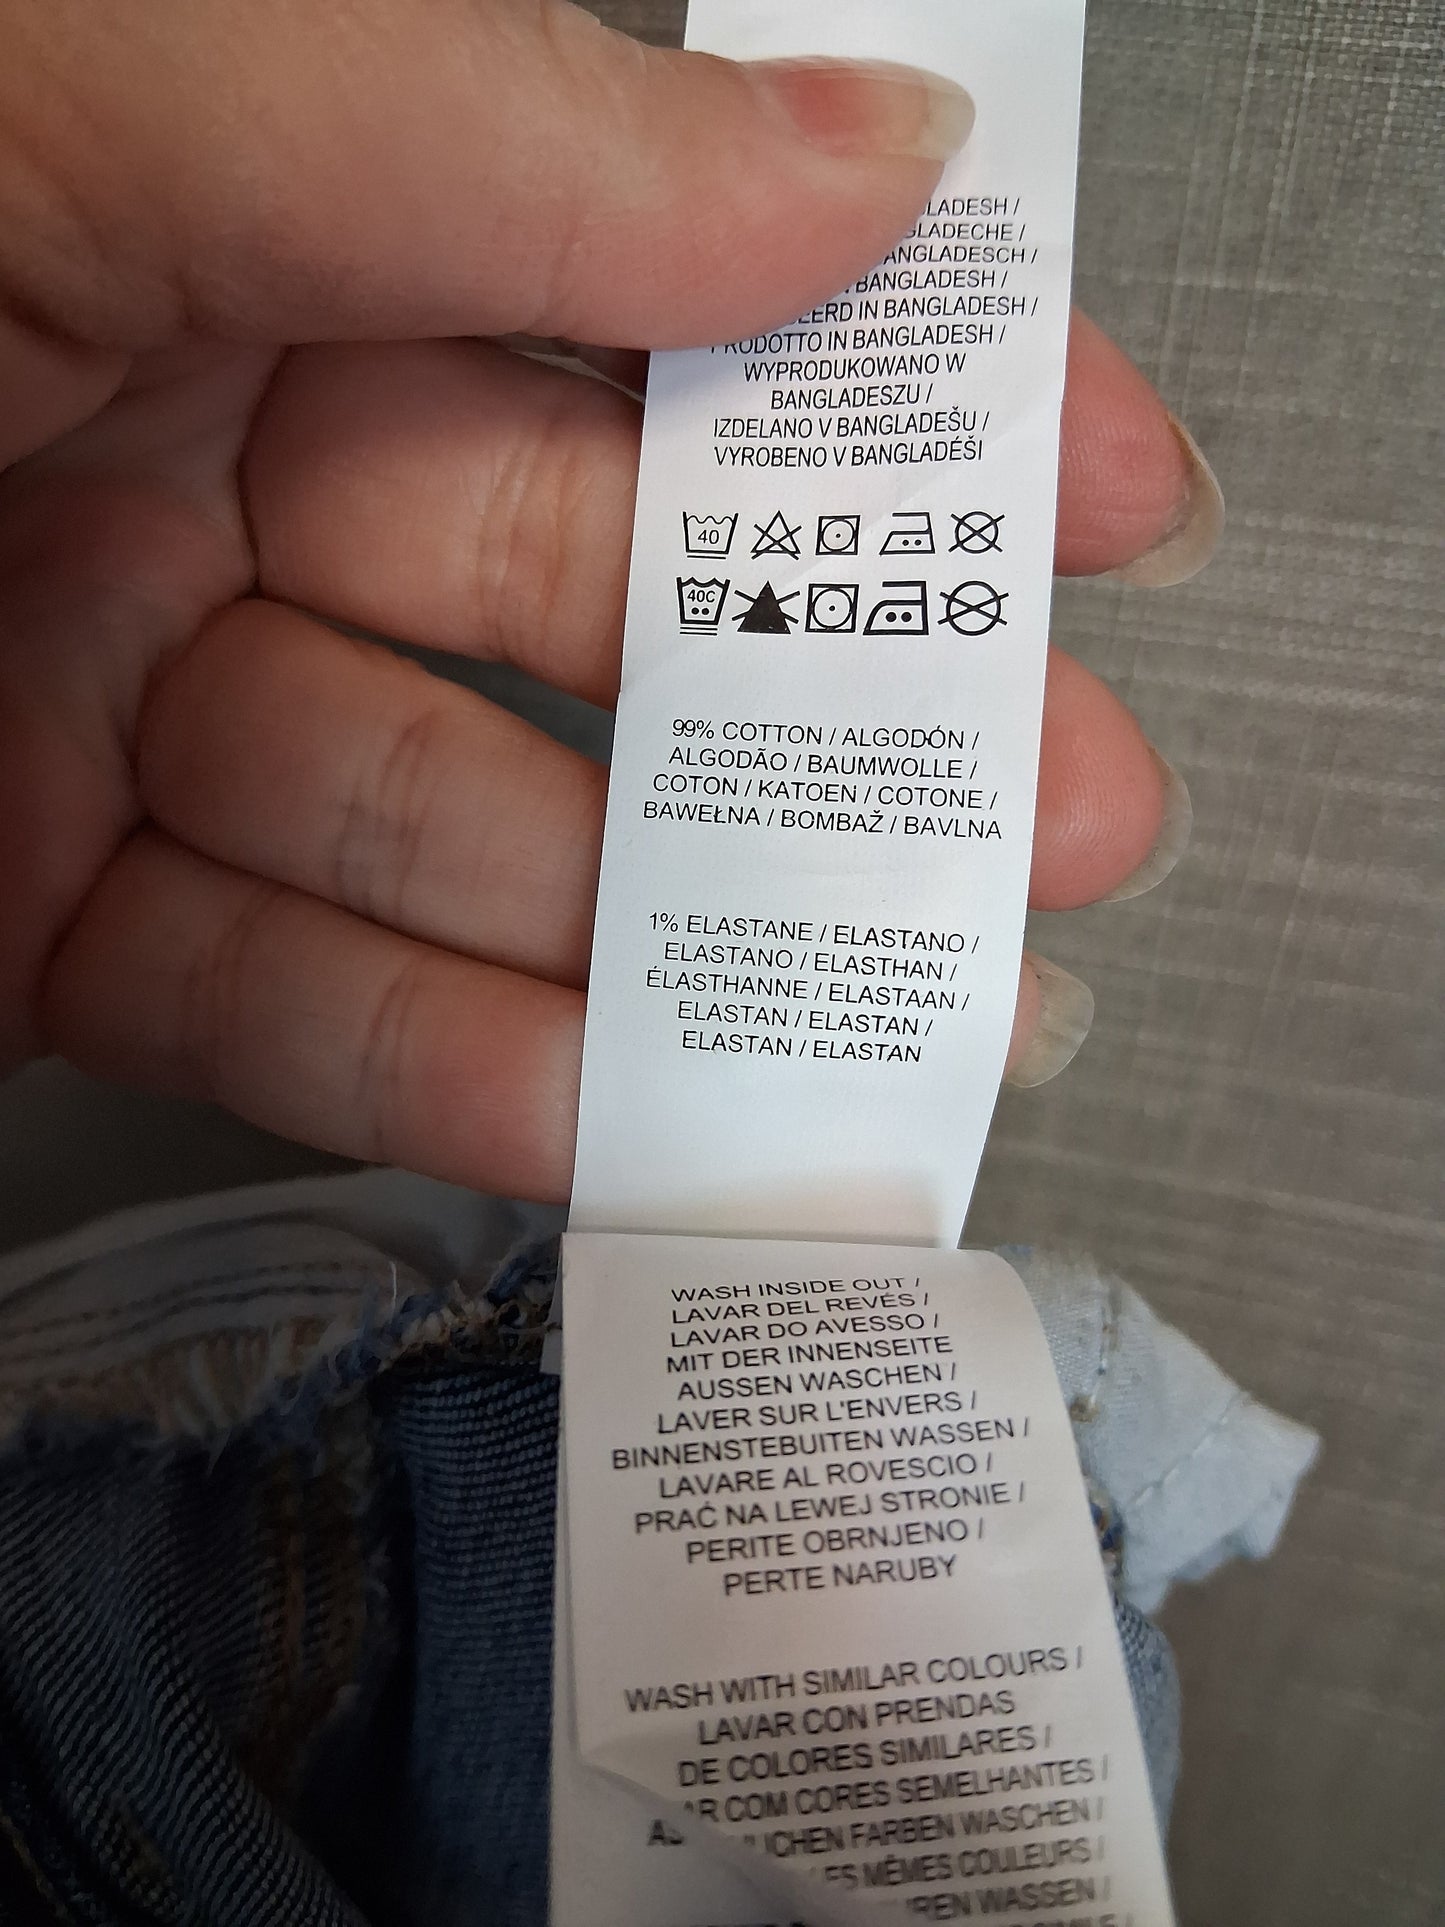 BANGLADESH /
IN BANGLADESH /
PRODOTTO IN BANGLADESH /
WYPRODUKOWANO W
BANGLADESZU /
IZDELANO V BANGLADEŠU /
VYROBENO V BANGLADÉŠI
40
40C
99% COTTON / ALGODÓN /
ALGODÃO / BAUMWOLLE /
COTON / KATOEN / COTONE /
BAWEŁNA / BOMBAŽ / BAVLNA
1% ELASTANE / ELASTANO /
ELASTANO / ELASTHAN /
ÉLASTHANNE / ELASTAAN /
ELASTAN / ELASTAN /
ELASTAN / ELASTAN
WASH INSIDE OUT /
LAVAR DEL REVÉS /
LAVAR DO AVESSO /
MIT DER INNENSEITE
AUSSEN WASCHEN /
LAVER SUR L'ENVERS /
BINNENSTEBUITEN WASSEN /
LAVARE AL ROVESCIO /
PRAĆ NA LEWEJ STRONIE /
PERITE OBRNJENO /
PERTE NARUBY
WASH WITH SIMILAR COLOURS /
LAVAR CON PRENDAS
DE COLORES SIMILARES /
COM CORES SEMELHANTES /
FARBEN WASCHEN /
MÊMES COULEURS /
WASSEN /